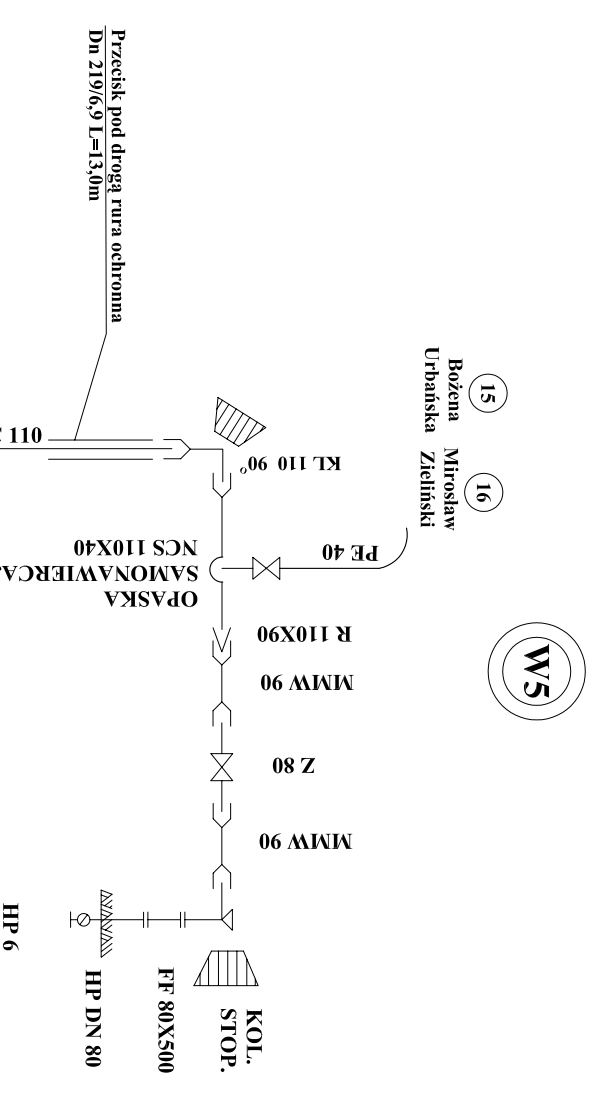 Przecisk pod drogą rura ochronna
Dn 219/6,9 L=13,0m
15
Bożena
Urbańska
16
Mirosław
Zieliński
110
KL 110 90°
PE 40
OPASKA
NCS 110X40
R 110X90
W5
MMW 90
Z 80
MMW 90
KOL.
STOP.
FF 80X500
HP DN 80
HP 6